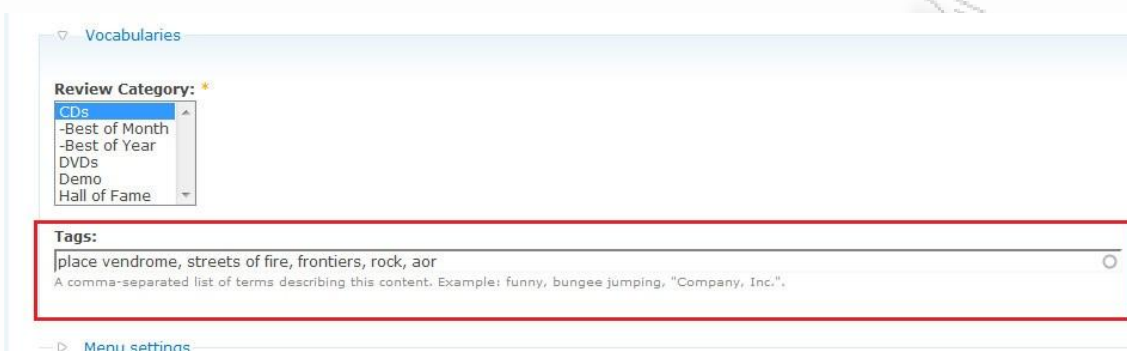 Vocabularies
Review Category: *
CDs
-Best of Month
-Best of Year
DVDs
Demo
Hall of Fame
Tags:
place vendrome, streets of fire, frontiers, rock, aor
A comma-separated list of terms describing this content. Example: funny, bungee jumping, "Company, Inc.".
Menu settings